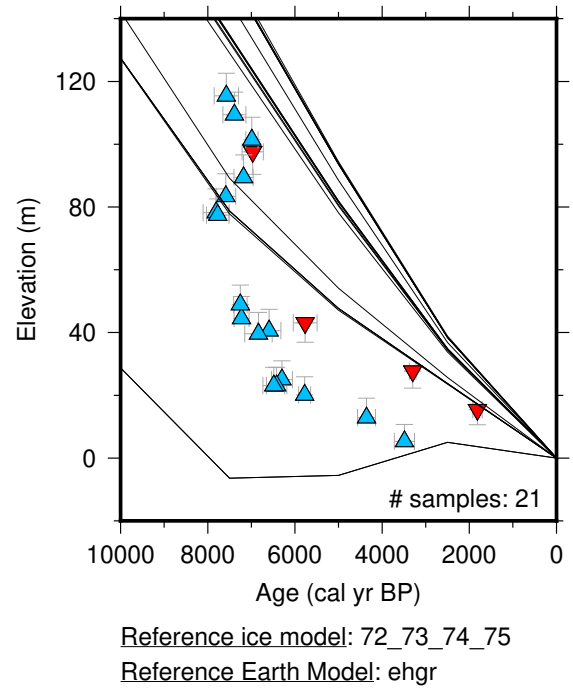 120
80
40
0
Elevation (m)
# samples: 21
10000 8000 6000 4000 2000 0
Age (cal yr BP)
Reference ice model: 72_73_74_75
Reference Earth Model: ehgr